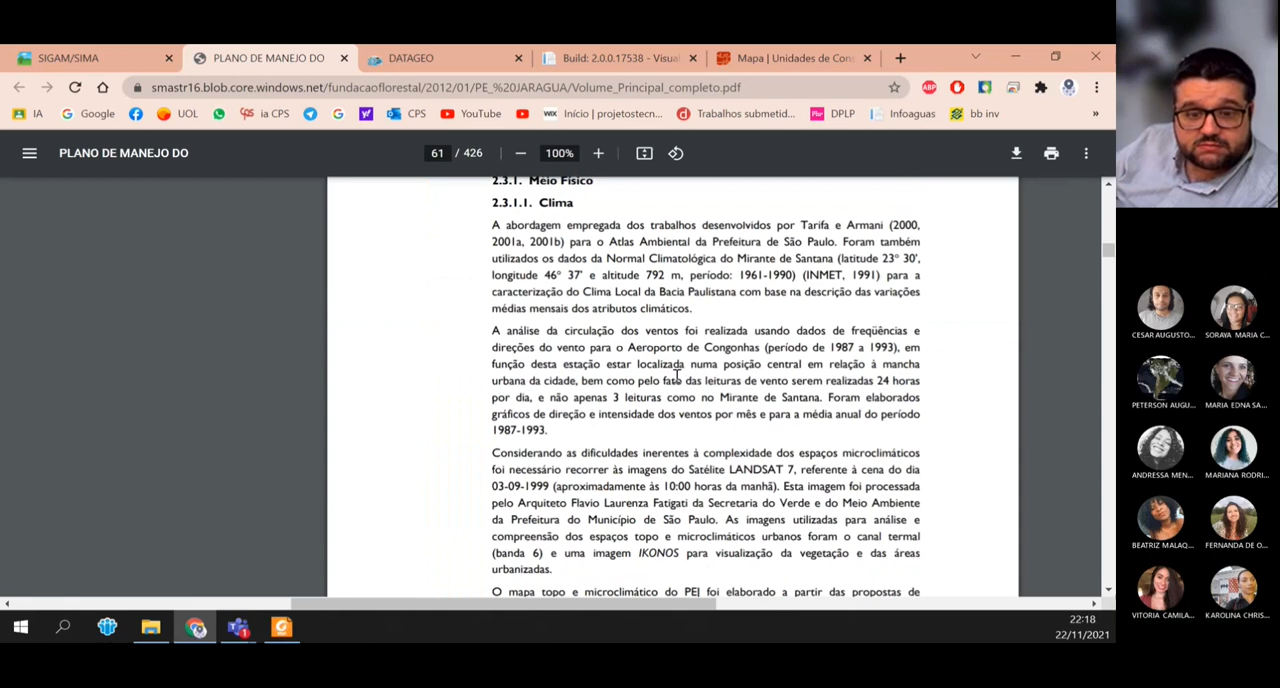 SIGAM/SIMA
PLANO DE MANEJO DO
DATAGEO
Build: 2.0.0.17538 - Visual
Mapa | Unidades de Cons
smastr16.blob.core.windows.net/fundacaoflorestal/2012/01/PE_%20JARAGUA/Volume_Principal_completo.pdf
ABP
IA
Google
UOL
ia CPS
CPS
YouTube
WIX
Início | projetostecn...
Trabalhos submetid...
DPLP
Infoaguas
bb inv
»
PLANO DE MANEJO DO
61 / 426
100%
2.3.1. Meio Físico
2.3.1.1. Clima
A abordagem empregada dos trabalhos desenvolvidos por Tarifa e Armani (2000,
2001a, 2001b) para o Atlas Ambiental da Prefeitura de São Paulo. Foram também
utilizados os dados da Normal Climatológica do Mirante de Santana (latitude 23° 30',
longitude 46° 37' e altitude 792 m, período: 1961-1990) (INMET, 1991) para a
caracterização do Clima Local da Bacia Paulistana com base na descrição das variações
médias mensais dos atributos climáticos.
A análise da circulação dos ventos foi realizada usando dados de freqüências e
direções do vento para o Aeroporto de Congonhas (período de 1987 a 1993), em
função desta estação estar localizada numa posição central em relação à mancha
urbana da cidade, bem como pelo fato das leituras de vento serem realizadas 24 horas
por dia, e não apenas 3 leituras como no Mirante de Santana. Foram elaborados
gráficos de direção e intensidade dos ventos por mês e para a média anual do período
1987-1993.
Considerando as dificuldades inerentes à complexidade dos espaços microclimáticos
foi necessário recorrer às imagens do Satélite LANDSAT 7, referente à cena do dia
03-09-1999 (aproximadamente às 10:00 horas da manhã). Esta imagem foi processada
pelo Arquiteto Flavio Laurenza Fatigati da Secretaria do Verde e do Meio Ambiente
da Prefeitura do Município de São Paulo. As imagens utilizadas para análise e
compreensão dos espaços topo e microclimáticos urbanos foram o canal termal
(banda 6) e uma imagem IKONOS para visualização da vegetação e das áreas
urbanizadas.
O mapa topo e microclimático do PEJ foi elaborado a partir das propostas de
22:18
22/11/2021
CESAR AUGUSTO...
SORAYA MARIA C...
PETERSON AUGU...
MARIA EDNA SA...
ANDRESSA MEN...
MARIANA RODRI...
BEATRIZ MALAQ...
FERNANDA DE O...
VITORIA CAMILA...
KAROLINA CHRIS...